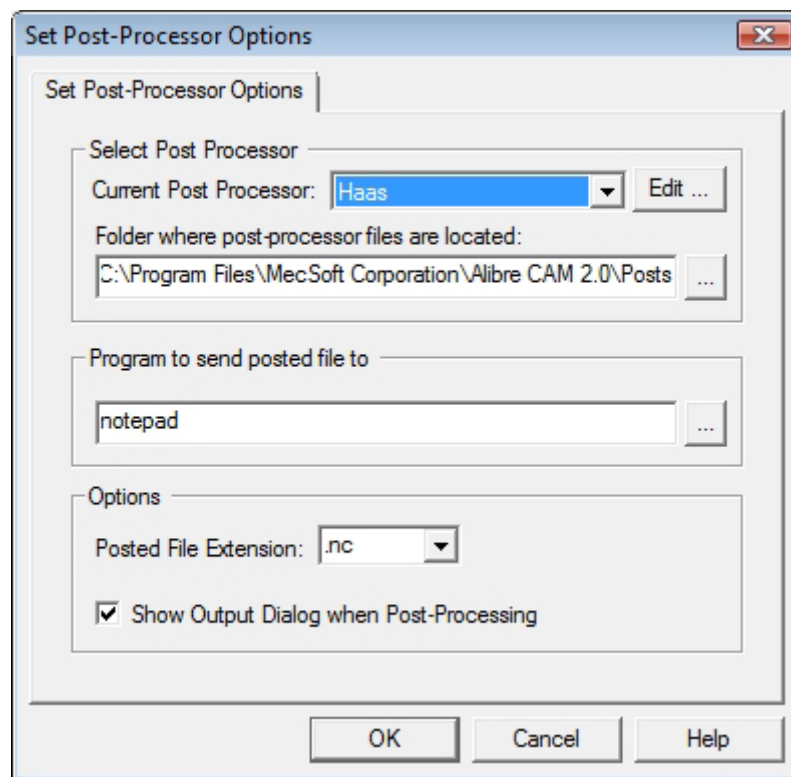 Set Post-Processor Options
Set Post-Processor Options
Select Post Processor
Current Post Processor: Haas Edit ...
Folder where post-processor files are located:
C:\Program Files\MecSoft Corporation\Alibre CAM 2.0\Posts ...
Program to send posted file to
notepad ...
Options
Posted File Extension: .nc
Show Output Dialog when Post-Processing
OK Cancel Help